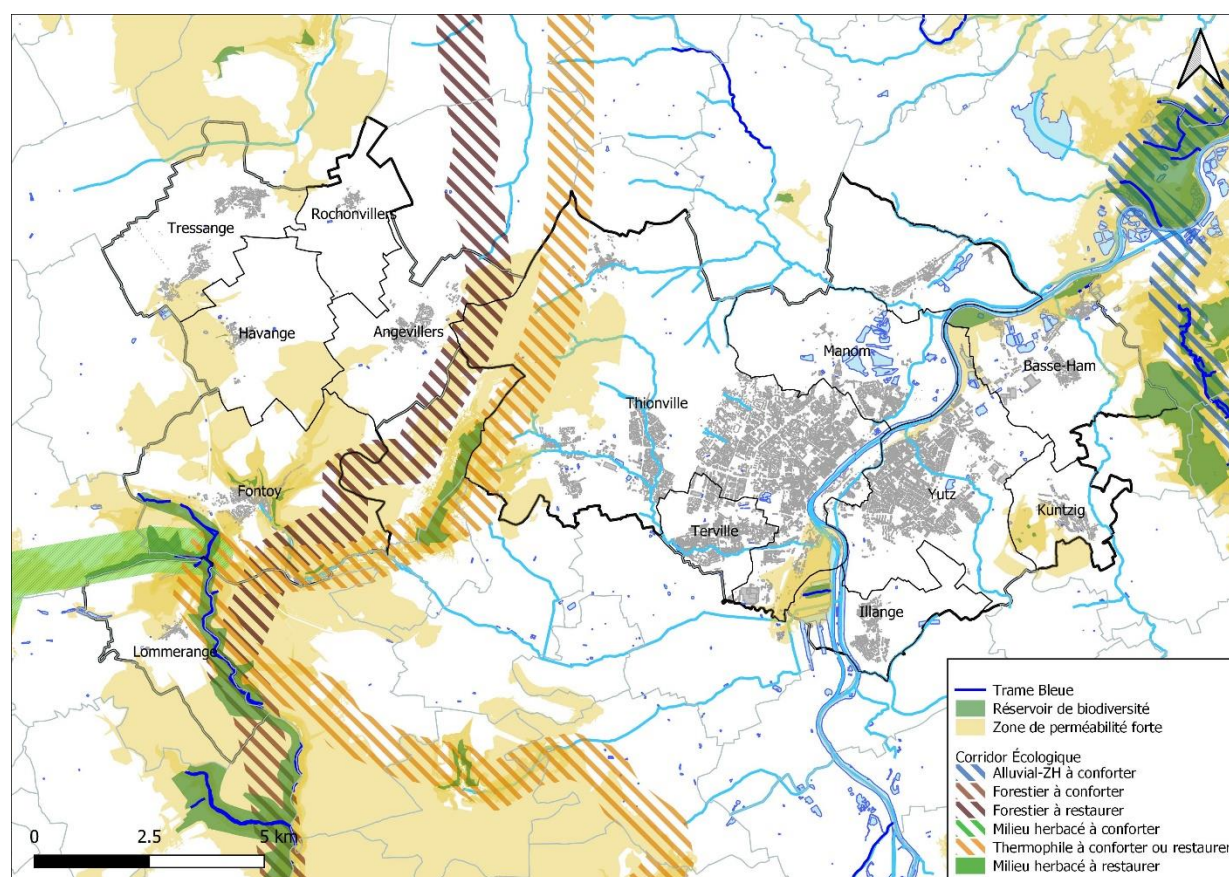 Rochonvillers
Tressange
Havange
Angevillers
Manom
Basse-Ham
Thionville
Fontoy
Yutz
Kuntzig
Terville
Illange
Lommerange
Trame Bleue
Réservoir de biodiversité
Zone de perméabilité forte
Corridor Écologique
Alluvial-ZH à conforter
Forestier à conforter
Forestier à restaurer
Milieu herbacé à conforter
Thermophile à conforter ou restaurer
Milieu herbacé à restaurer
0 2.5 5 km